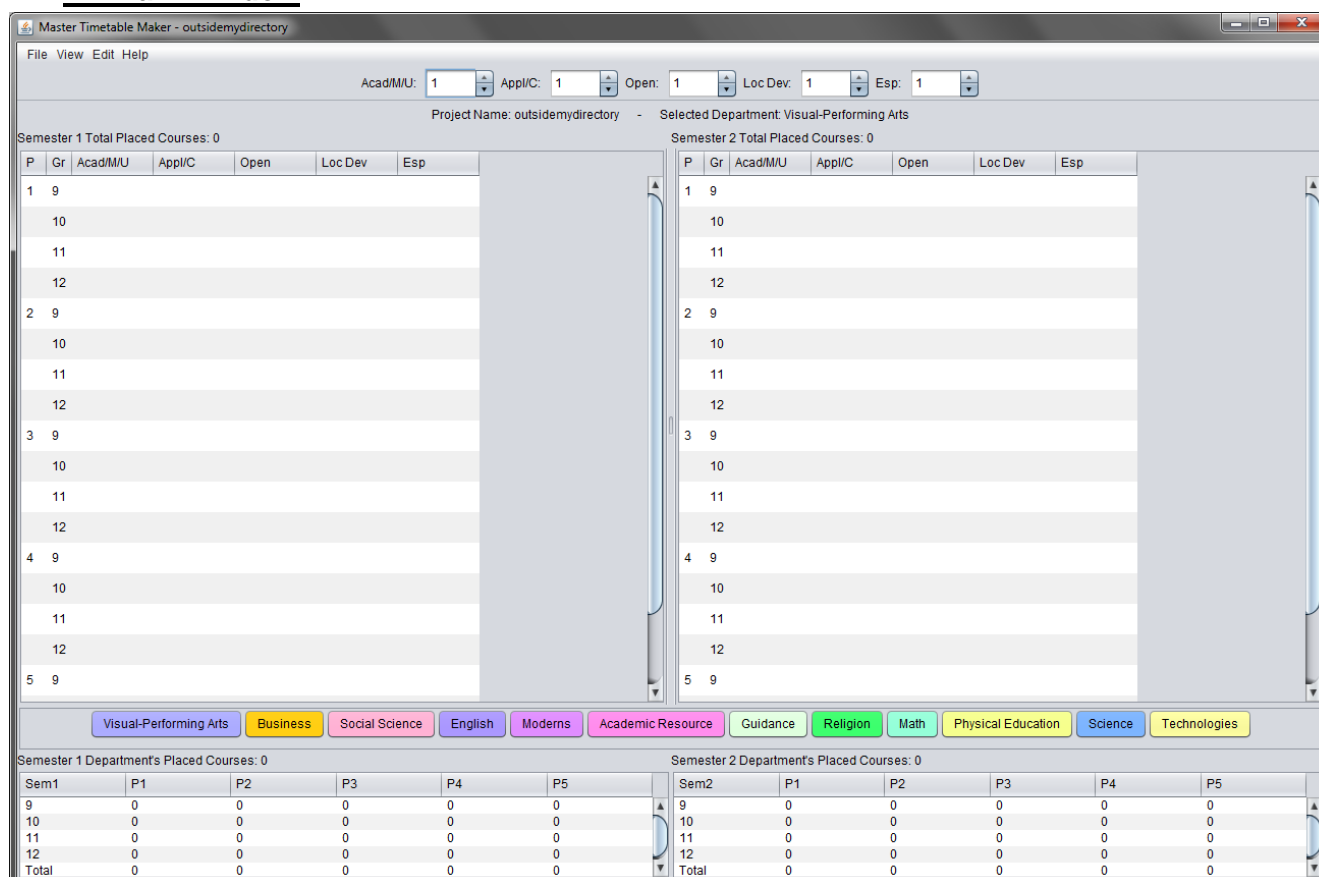 Master Timetable Maker - outsidemydirectory
File View Edit Help
Acad/M/U: 1 Appl/C: 1 Open: 1 Loc Dev: 1 Esp: 1
Project Name: outsidemydirectory - Selected Department: Visual-Performing Arts
Semester 1 Total Placed Courses: 0 Semester 2 Total Placed Courses: 0
P Gr Acad/M/U Appl/C Open Loc Dev Esp P Gr Acad/M/U Appl/C Open Loc Dev Esp
1 9 1 9
10 10
11 11
12 12
2 9 2 9
10 10
11 11
12 12
3 9 3 9
10 10
11 11
12 12
4 9 4 9
10 10
11 11
12 12
5 9 5 9
Visual-Performing Arts Business Social Science English Moderns Academic Resource Guidance Religion Math Physical Education Science Technologies
Semester 1 Department's Placed Courses: 0 Semester 2 Department's Placed Courses: 0
Sem1 P1 P2 P3 P4 P5 Sem2 P1 P2 P3 P4 P5
9 0 0 0 0 0 9 0 0 0 0 0
10 0 0 0 0 0 10 0 0 0 0 0
11 0 0 0 0 0 11 0 0 0 0 0
12 0 0 0 0 0 12 0 0 0 0 0
Total 0 0 0 0 0 Total 0 0 0 0 0